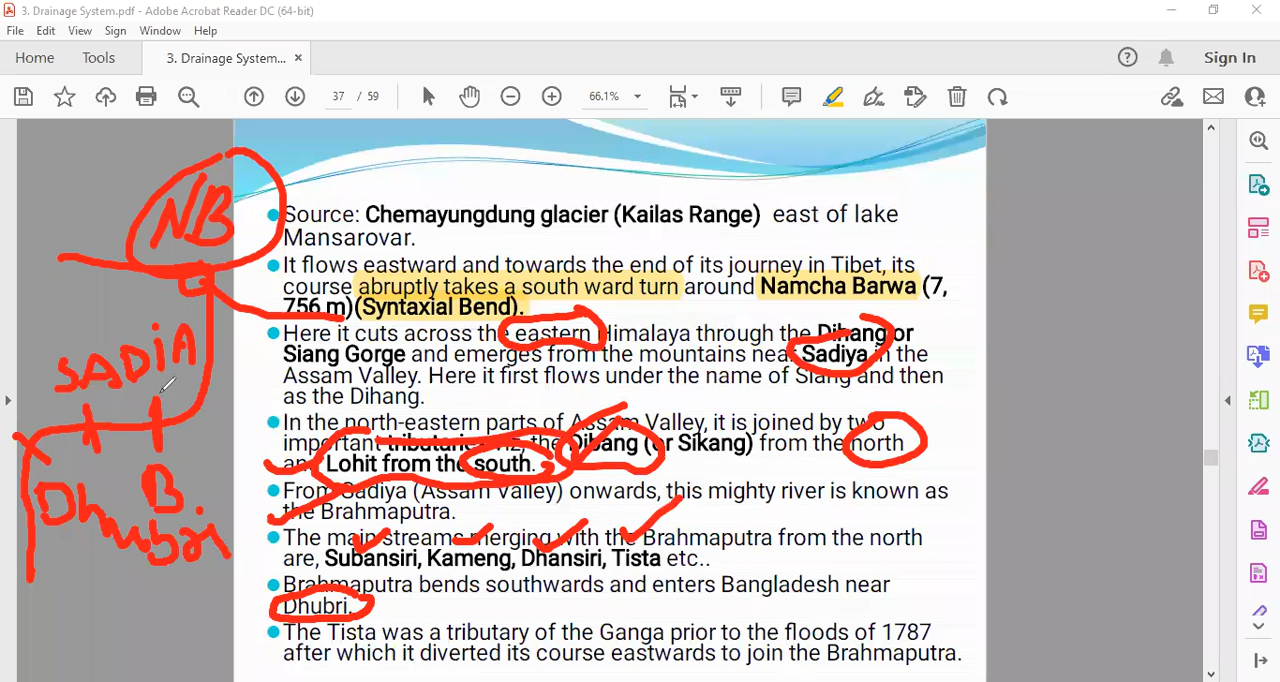 3. Drainage System.pdf - Adobe Acrobat Reader DC (64-bit)
File Edit View Sign Window Help
Home Tools 3. Drainage System... × Sign In
37 / 59 66.1%
NB
Source: Chemayungdung glacier (Kailas Range) east of lake
Mansarovar.
It flows eastward and towards the end of its journey in Tibet, its
course abruptly takes a south ward turn around Namcha Barwa (7,
756 m)(Syntaxial Bend).
Here it cuts across the eastern Himalaya through the Dihang or
Siang Gorge and emerges from the mountains near Sadiya in the
Assam Valley. Here it first flows under the name of Siang and then
as the Dihang.
SADIA
In the north-eastern parts of Assam Valley, it is joined by two
important tributaries viz, the Dibang (or Sikang) from the north
and Lohit from the south.
From Sadiya (Assam Valley) onwards, this mighty river is known as
the Brahmaputra.
B.
Dhubri
The main streams merging with the Brahmaputra from the north
are, Subansiri, Kameng, Dhansiri, Tista etc..
Brahmaputra bends southwards and enters Bangladesh near
Dhubri.
The Tista was a tributary of the Ganga prior to the floods of 1787
after which it diverted its course eastwards to join the Brahmaputra.